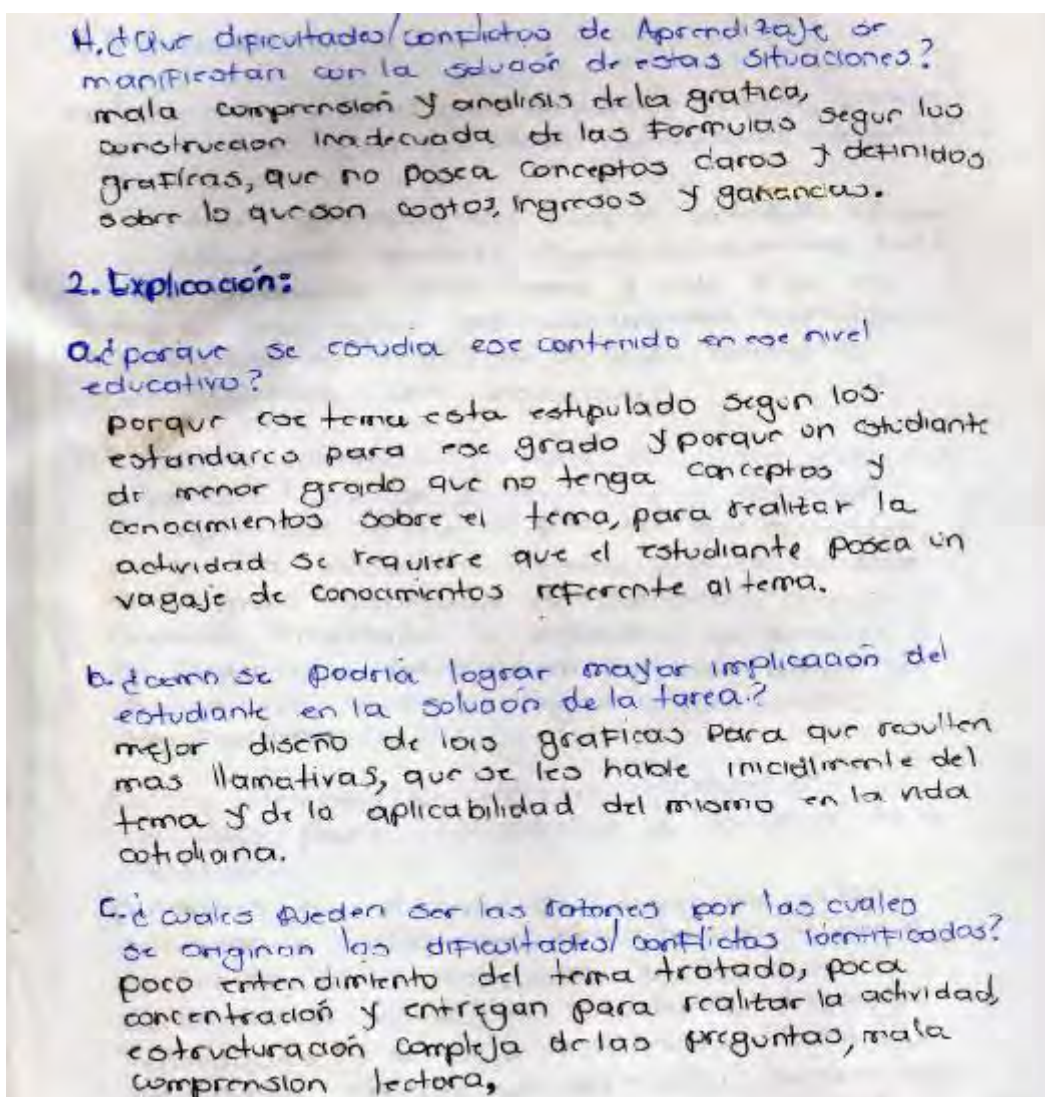 H. ¿Que dificultades/conflictos de Aprendizaje se
manifiestan con la solución de estas situaciones?
mala comprensión y analisis de la grafica,
construccion inadecuada de las formulas segun las
graficas, que no posea conceptos claros y definidos
sobre lo que son costos, ingresos y ganancias.
2. Explicación:
a. ¿porque se estudia ese contenido en ese nivel
educativo?
porque ese tema esta estipulado segun los
estandares para ese grado y porque un estudiante
de menor grado que no tenga conceptos y
conocimientos sobre el tema, para realizar la
actividad se requiere que el estudiante posea un
vagaje de conocimientos referente al tema.
b. ¿como se podría lograr mayor implicación del
estudiante en la solución de la tarea.?
mejor diseño de las graficas para que resulten
mas llamativas, que se les hable inicialmente del
tema y de la aplicabilidad del mismo en la vida
cotidiana.
C. ¿cuales pueden ser las razones por las cuales
se originan las dificultades/conflictos identificados?
poco entendimiento del tema tratado, poca
concentración y entregan para realizar la actividad,
estructuración compleja de las preguntas, mala
comprension lectora,